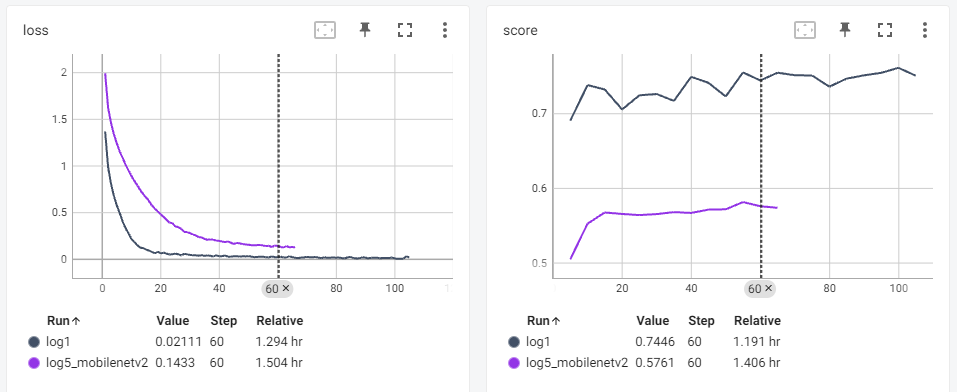 loss
2
1.5
1
0.5
0
0 20 40 60 × 80 100
Run↑ Value Step Relative
log1 0.02111 60 1.294 hr
log5_mobilenetv2 0.1433 60 1.504 hr
score
0.7
0.6
0.5
20 40 60 × 80 100
Run↑ Value Step Relative
log1 0.7446 60 1.191 hr
log5_mobilenetv2 0.5761 60 1.406 hr